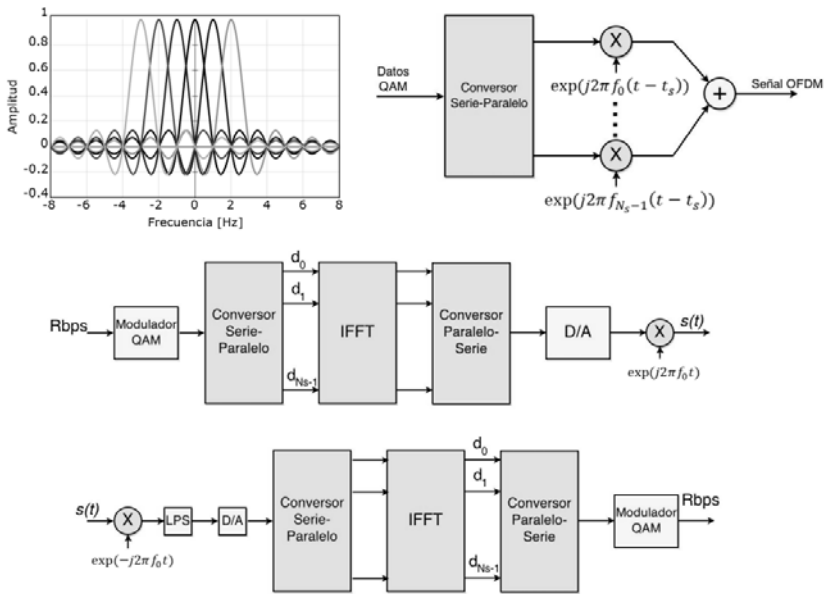 1
0.8
0.6
0.4
0.2
0
-0.2
-0.4
Amplitud
-8 -6 -4 -2 0 2 4 6 8
Frecuencia [Hz]
Datos
QAM
Conversor
Serie-Paralelo
X
exp(j2πf₀(t − tₛ))
X
exp(j2πf_{Nₛ−1}(t − tₛ))
+
Señal OFDM
Rbps
Modulador
QAM
Conversor
Serie-
Paralelo
d₀
d₁
d_{Ns-1}
IFFT
Conversor
Paralelo-
Serie
D/A
X
s(t)
exp(j2πf₀t)
s(t)
X
exp(−j2πf₀t)
LPS
D/A
Conversor
Serie-
Paralelo
IFFT
d₀
d₁
d_{Ns-1}
Conversor
Paralelo-
Serie
Modulador
QAM
Rbps